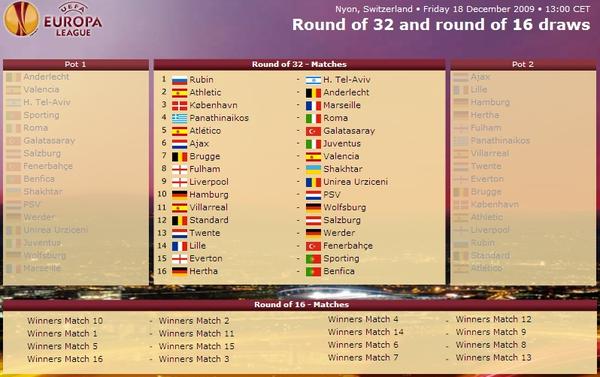 UEFA
EUROPA
LEAGUE
Nyon, Switzerland • Friday 18 December 2009 • 13:00 CET
Round of 32 and round of 16 draws
Pot 1
Anderlecht
Valencia
H. Tel-Aviv
Sporting
Roma
Galatasaray
Salzburg
Fenerbahçe
Benfica
Shakhtar
PSV
Werder
Unirea Urziceni
Juventus
Wolfsburg
Marseille
Round of 32 - Matches
1 Rubin - H. Tel-Aviv
2 Athletic - Anderlecht
3 København - Marseille
4 Panathinaikos - Roma
5 Atlético - Galatasaray
6 Ajax - Juventus
7 Brugge - Valencia
8 Fulham - Shakhtar
9 Liverpool - Unirea Urziceni
10 Hamburg - PSV
11 Villarreal - Wolfsburg
12 Standard - Salzburg
13 Twente - Werder
14 Lille - Fenerbahçe
15 Everton - Sporting
16 Hertha - Benfica
Pot 2
Ajax
Lille
Hamburg
Hertha
Fulham
Panathinaikos
Villarreal
Twente
Everton
Brugge
København
Athletic
Liverpool
Rubin
Standard
Atlético
Round of 16 - Matches
Winners Match 10 - Winners Match 2
Winners Match 1 - Winners Match 11
Winners Match 5 - Winners Match 15
Winners Match 16 - Winners Match 3
Winners Match 4 - Winners Match 12
Winners Match 14 - Winners Match 9
Winners Match 6 - Winners Match 8
Winners Match 7 - Winners Match 13